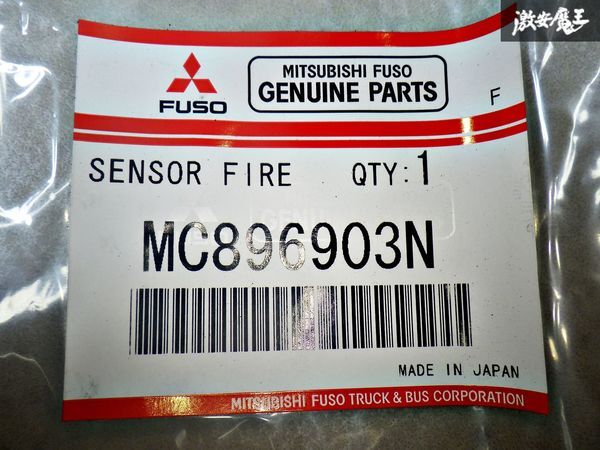 激安魔王
FUSO
MITSUBISHI FUSO
GENUINE PARTS
F
SENSOR FIRE QTY:1
MC896903N
MADE IN JAPAN
MITSUBISHI FUSO TRUCK & BUS CORPORATION